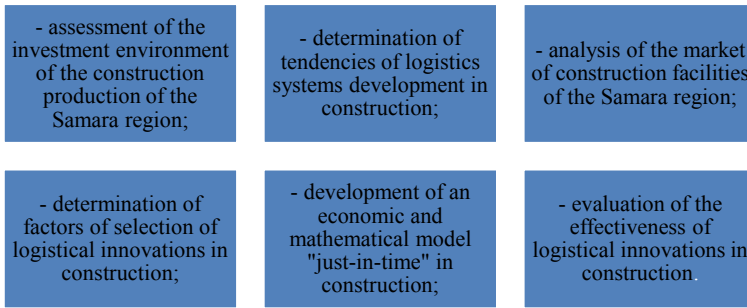 - assessment of the
investment environment
of the construction
production of the
Samara region;
- determination of
tendencies of logistics
systems development in
construction;
- analysis of the market
of construction facilities
of the Samara region;
- determination of
factors of selection of
logistical innovations in
construction;
- development of an
economic and
mathematical model
"just-in-time" in
construction;
- evaluation of the
effectiveness of
logistical innovations in
construction.